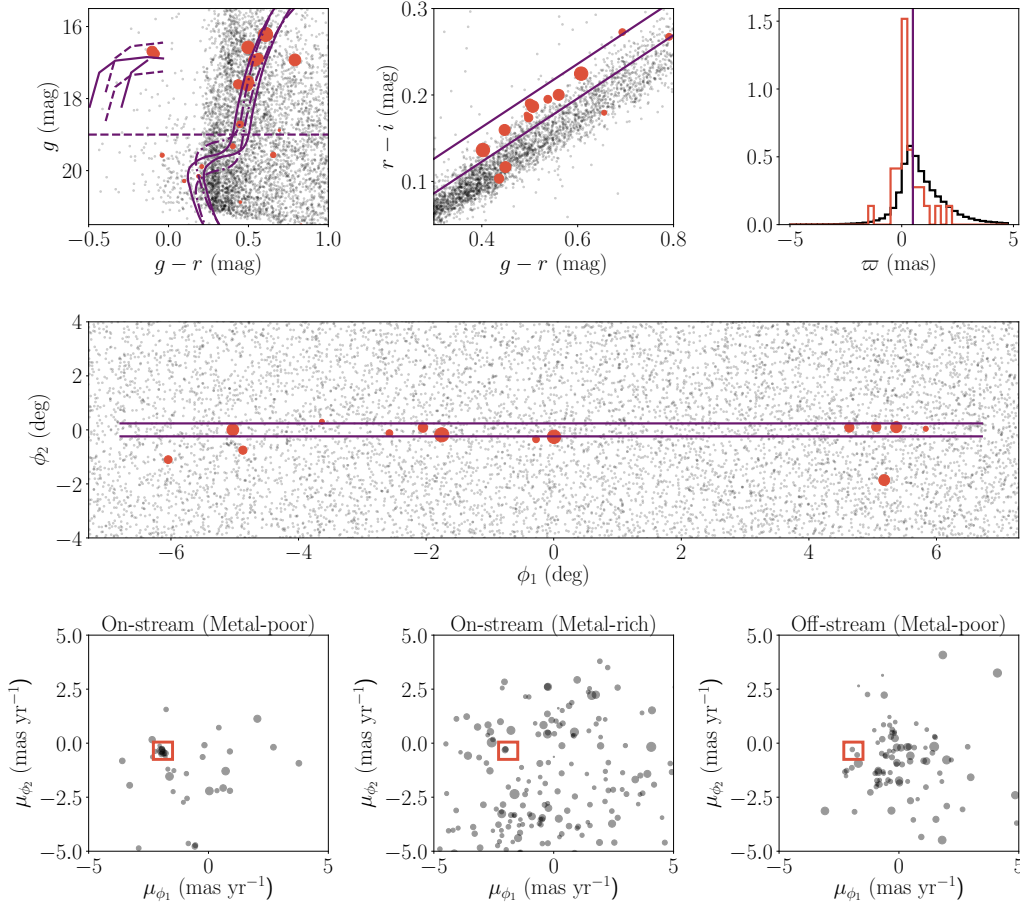 16
18
20
g (mag)
−0.5 0.0 0.5 1.0
g − r (mag)
0.3
0.2
0.1
r − i (mag)
0.4 0.6 0.8
g − r (mag)
1.5
1.0
0.5
0.0
−5 0 5
ϖ (mas)
4
2
0
−2
−4
ϕ₂ (deg)
−6 −4 −2 0 2 4 6
ϕ₁ (deg)
On-stream (Metal-poor)
5.0
2.5
0.0
−2.5
−5.0
μ_ϕ₂ (mas yr⁻¹)
−5 0 5
μ_ϕ₁ (mas yr⁻¹)
On-stream (Metal-rich)
5.0
2.5
0.0
−2.5
−5.0
μ_ϕ₂ (mas yr⁻¹)
−5 0 5
μ_ϕ₁ (mas yr⁻¹)
Off-stream (Metal-poor)
5.0
2.5
0.0
−2.5
−5.0
μ_ϕ₂ (mas yr⁻¹)
−5 0 5
μ_ϕ₁ (mas yr⁻¹)